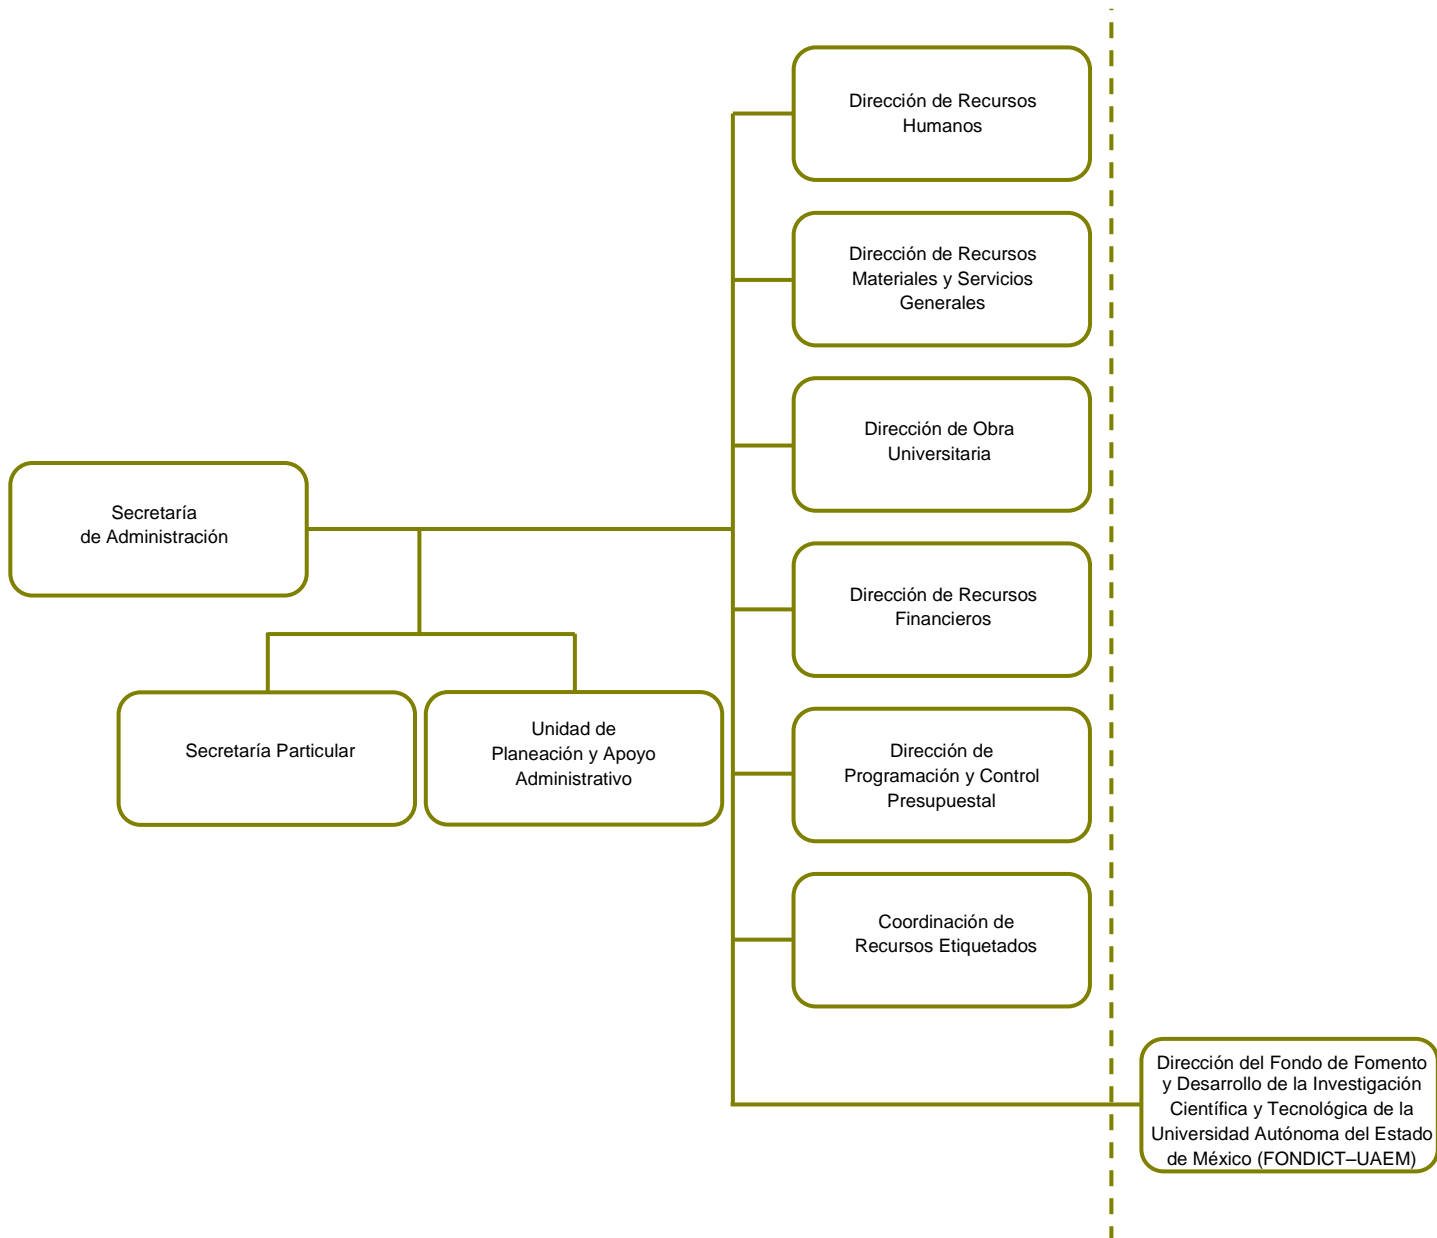 Dirección de Recursos
Humanos
Dirección de Recursos
Materiales y Servicios
Generales
Dirección de Obra
Universitaria
Secretaría
de Administración
Dirección de Recursos
Financieros
Secretaría Particular
Unidad de
Planeación y Apoyo
Administrativo
Dirección de
Programación y Control
Presupuestal
Coordinación de
Recursos Etiquetados
Dirección del Fondo de Fomento
y Desarrollo de la Investigación
Científica y Tecnológica de la
Universidad Autónoma del Estado
de México (FONDICT–UAEM)